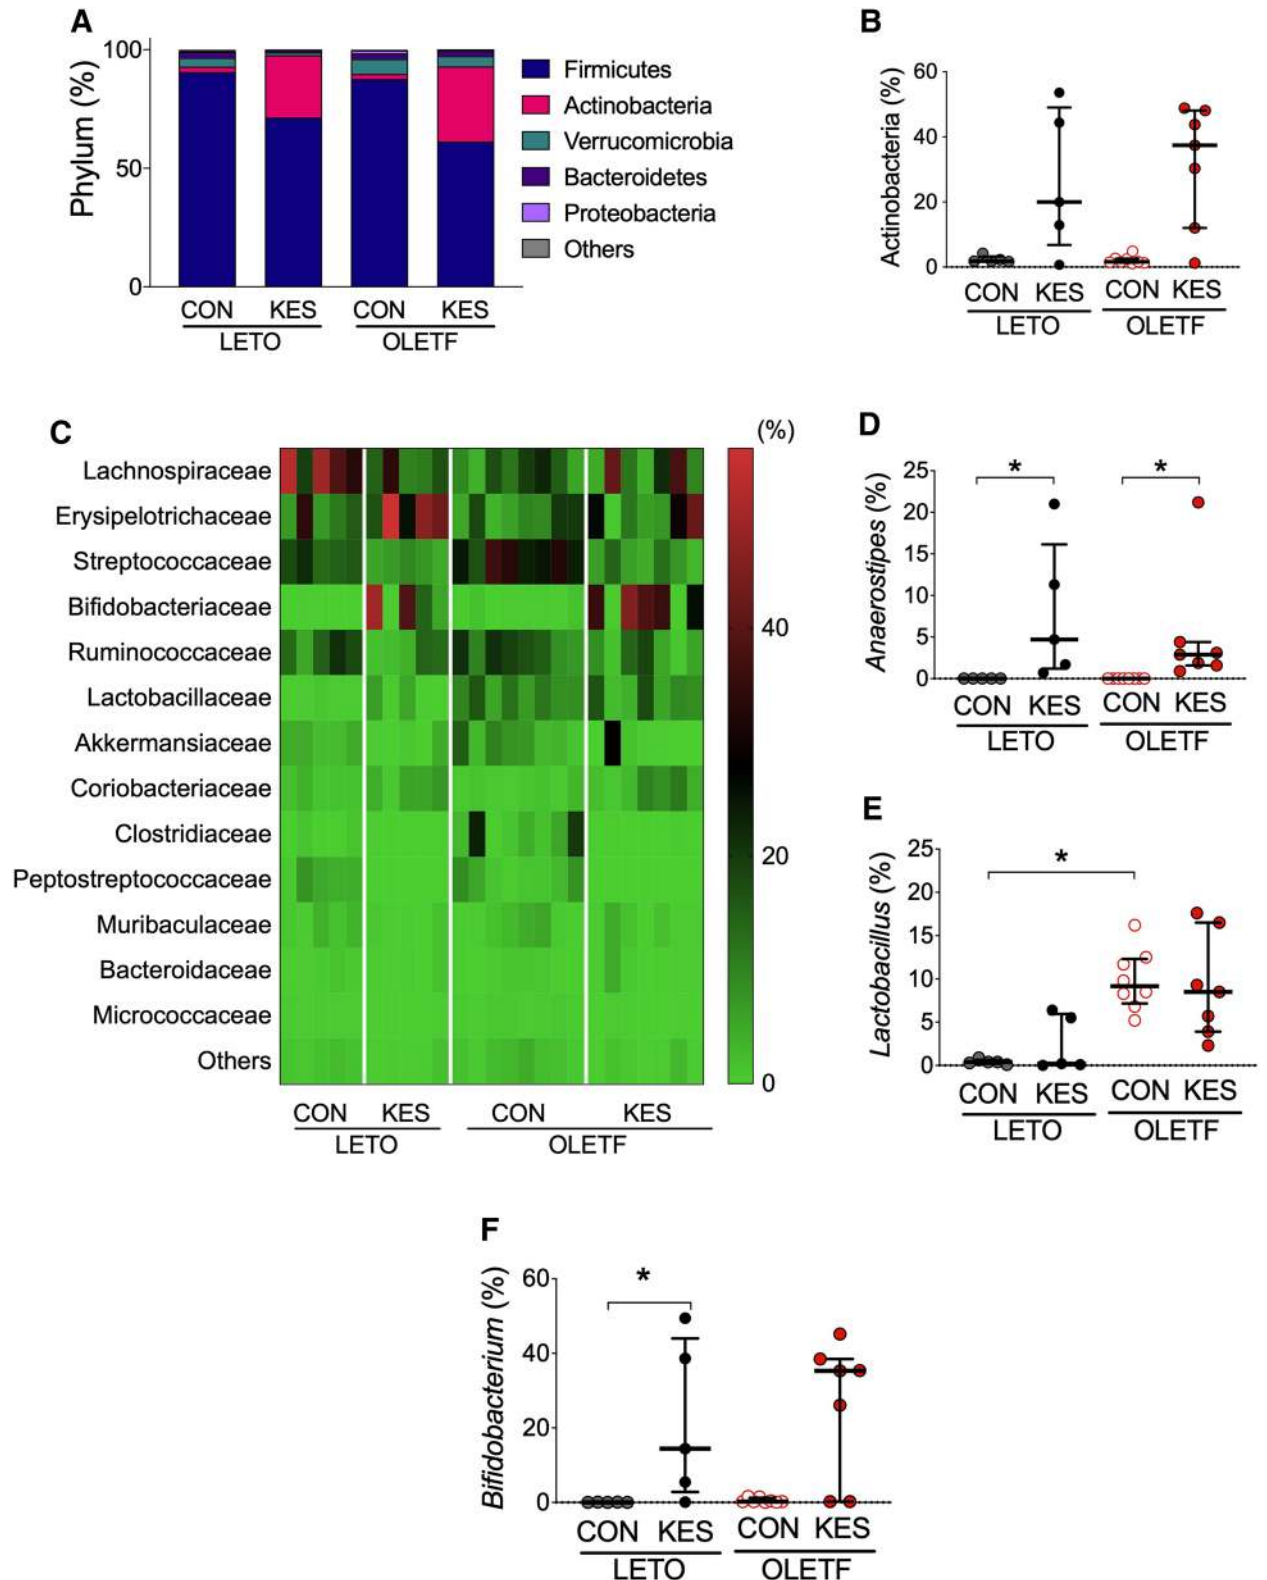 A
Phylum (%)
100
50
0
CON KES CON KES
LETO OLETF
Firmicutes
Actinobacteria
Verrucomicrobia
Bacteroidetes
Proteobacteria
Others
B
Actinobacteria (%)
60
40
20
0
CON KES CON KES
LETO OLETF
C
(%)
Lachnospiraceae
Erysipelotrichaceae
Streptococcaceae
Bifidobacteriaceae
Ruminococcaceae
Lactobacillaceae
Akkermansiaceae
Coriobacteriaceae
Clostridiaceae
Peptostreptococcaceae
Muribaculaceae
Bacteroidaceae
Micrococcaceae
Others
40
20
0
CON KES CON KES
LETO OLETF
D
Anaerostipes (%)
25
20
15
10
5
0
* *
CON KES CON KES
LETO OLETF
E
Lactobacillus (%)
25
20
15
10
5
0
*
CON KES CON KES
LETO OLETF
F
Bifidobacterium (%)
60
40
20
0
*
CON KES CON KES
LETO OLETF